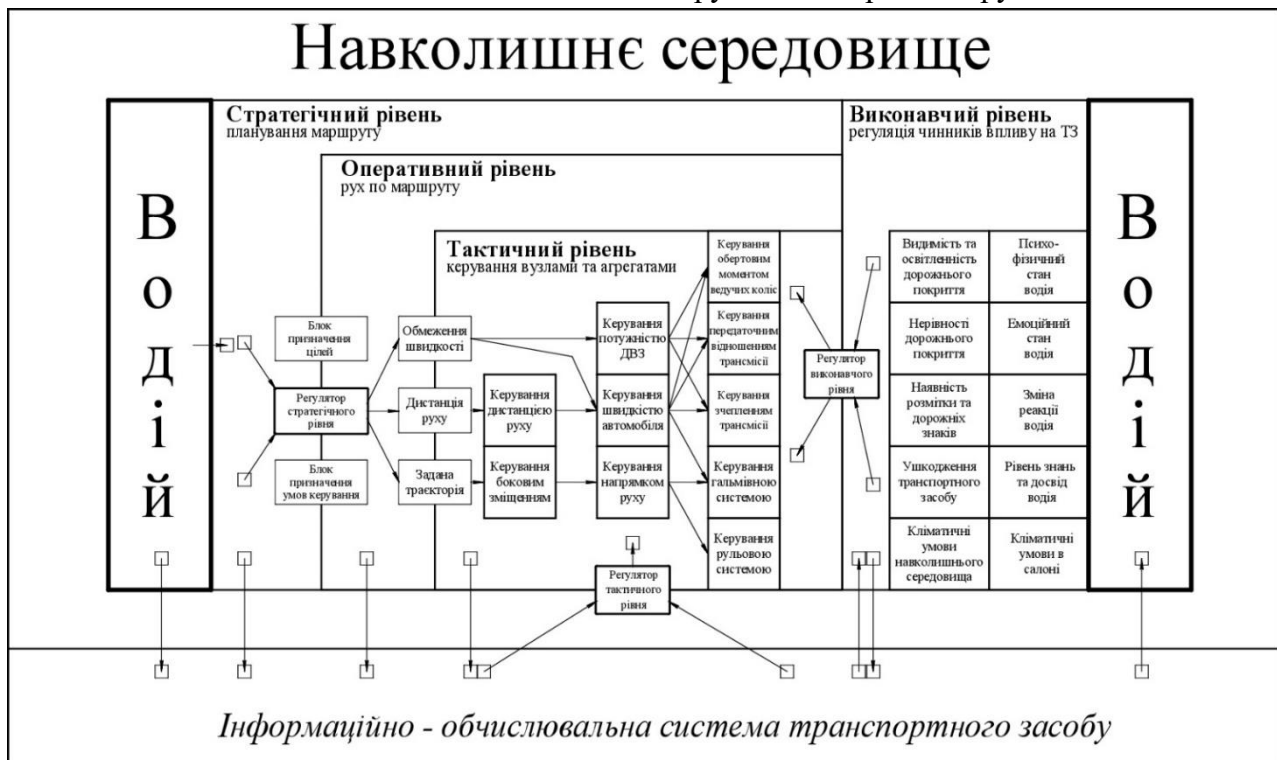 Навколишнє середовище
Стратегічний рівень
планування маршруту
Виконавчий рівень
регуляція чинників впливу на ТЗ
Оперативний рівень
рух по маршруту
Тактичний рівень
керування вузлами та агрегатами
В
о
д
і
й
Блок
призначення
цілей
Регулятор
стратегічного
рівня
Блок
призначення
умов керування
Обмеження
швидкості
Дистанція
руху
Задана
траєкторія
Керування
дистанцією
руху
Керування
боковим
зміщенням
Керування
потужністю
ДВЗ
Керування
швидкістю
автомобіля
Керування
напрямком
руху
Керування
обертовим
моментом
ведучих коліс
Керування
передаточним
відношенням
трансмісії
Керування
зчепленням
трансмісії
Керування
гальмівною
системою
Керування
рульовою
системою
Регулятор
тактичного
рівня
Регулятор
виконавчого
рівня
Видимість та
освітленність
дорожнього
покриття
Нерівності
дорожнього
покриття
Наявність
розмітки та
дорожніх
знаків
Ушкодження
транспортного
засобу
Кліматичні
умови
навколишнього
середовища
Психо-
фізичний
стан
водія
Емоційний
стан
водія
Зміна
реакції
водія
Рівень знань
та досвід
водія
Кліматичні
умови в
салоні
В
о
д
і
й
Інформаційно - обчислювальна система транспортного засобу